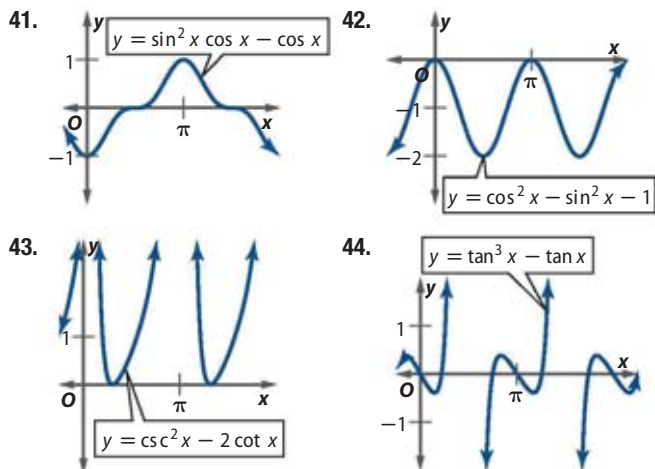 41.
y
y = sin² x cos x − cos x
1
O
π
x
−1
42.
y
x
O
π
−1
−2
y = cos² x − sin² x − 1
43.
y
1
O
π
x
y = csc² x − 2 cot x
44.
y = tan³ x − tan x
y
1
x
O
π
−1